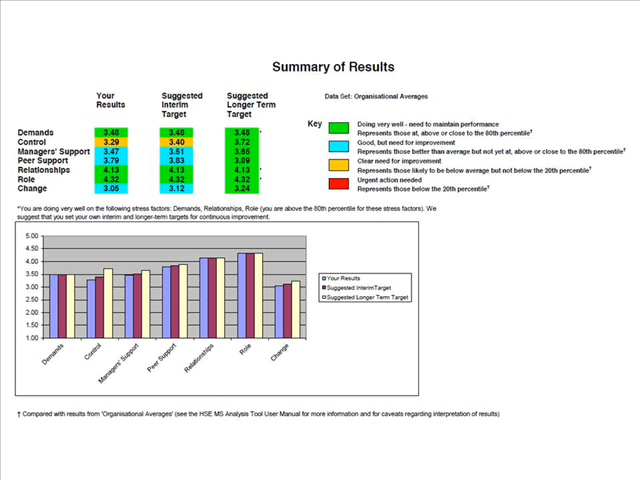 Summary of Results
Your Results
Suggested Interim Target
Suggested Longer Term Target
Data Set: Organisational Averages
Demands 3.48 3.48 3.48 *
Control 3.29 3.40 3.72
Managers' Support 3.47 3.51 3.65
Peer Support 3.79 3.83 3.89
Relationships 4.13 4.13 4.13 *
Role 4.32 4.32 4.32 *
Change 3.05 3.12 3.24
Key
Doing very well - need to maintain performance
Represents those at, above or close to the 80th percentile†
Good, but need for improvement
Represents those better than average but not yet at, above or close to the 80th percentile†
Clear need for improvement
Represents those likely to be below average but not below the 20th percentile†
Urgent action needed
Represents those below the 20th percentile†
*You are doing very well on the following stress factors: Demands, Relationships, Role (you are above the 80th percentile for these stress factors). We
suggest that you set your own interim and longer-term targets for continuous improvement.
5.00
4.50
4.00
3.50
3.00
2.50
2.00
1.50
1.00
Demands
Control
Managers' Support
Peer Support
Relationships
Role
Change
Your Results
Suggested InterimTarget
Suggested Longer Term Target
† Compared with results from 'Organisational Averages' (see the HSE MS Analysis Tool User Manual for more information and for caveats regarding interpretation of results)